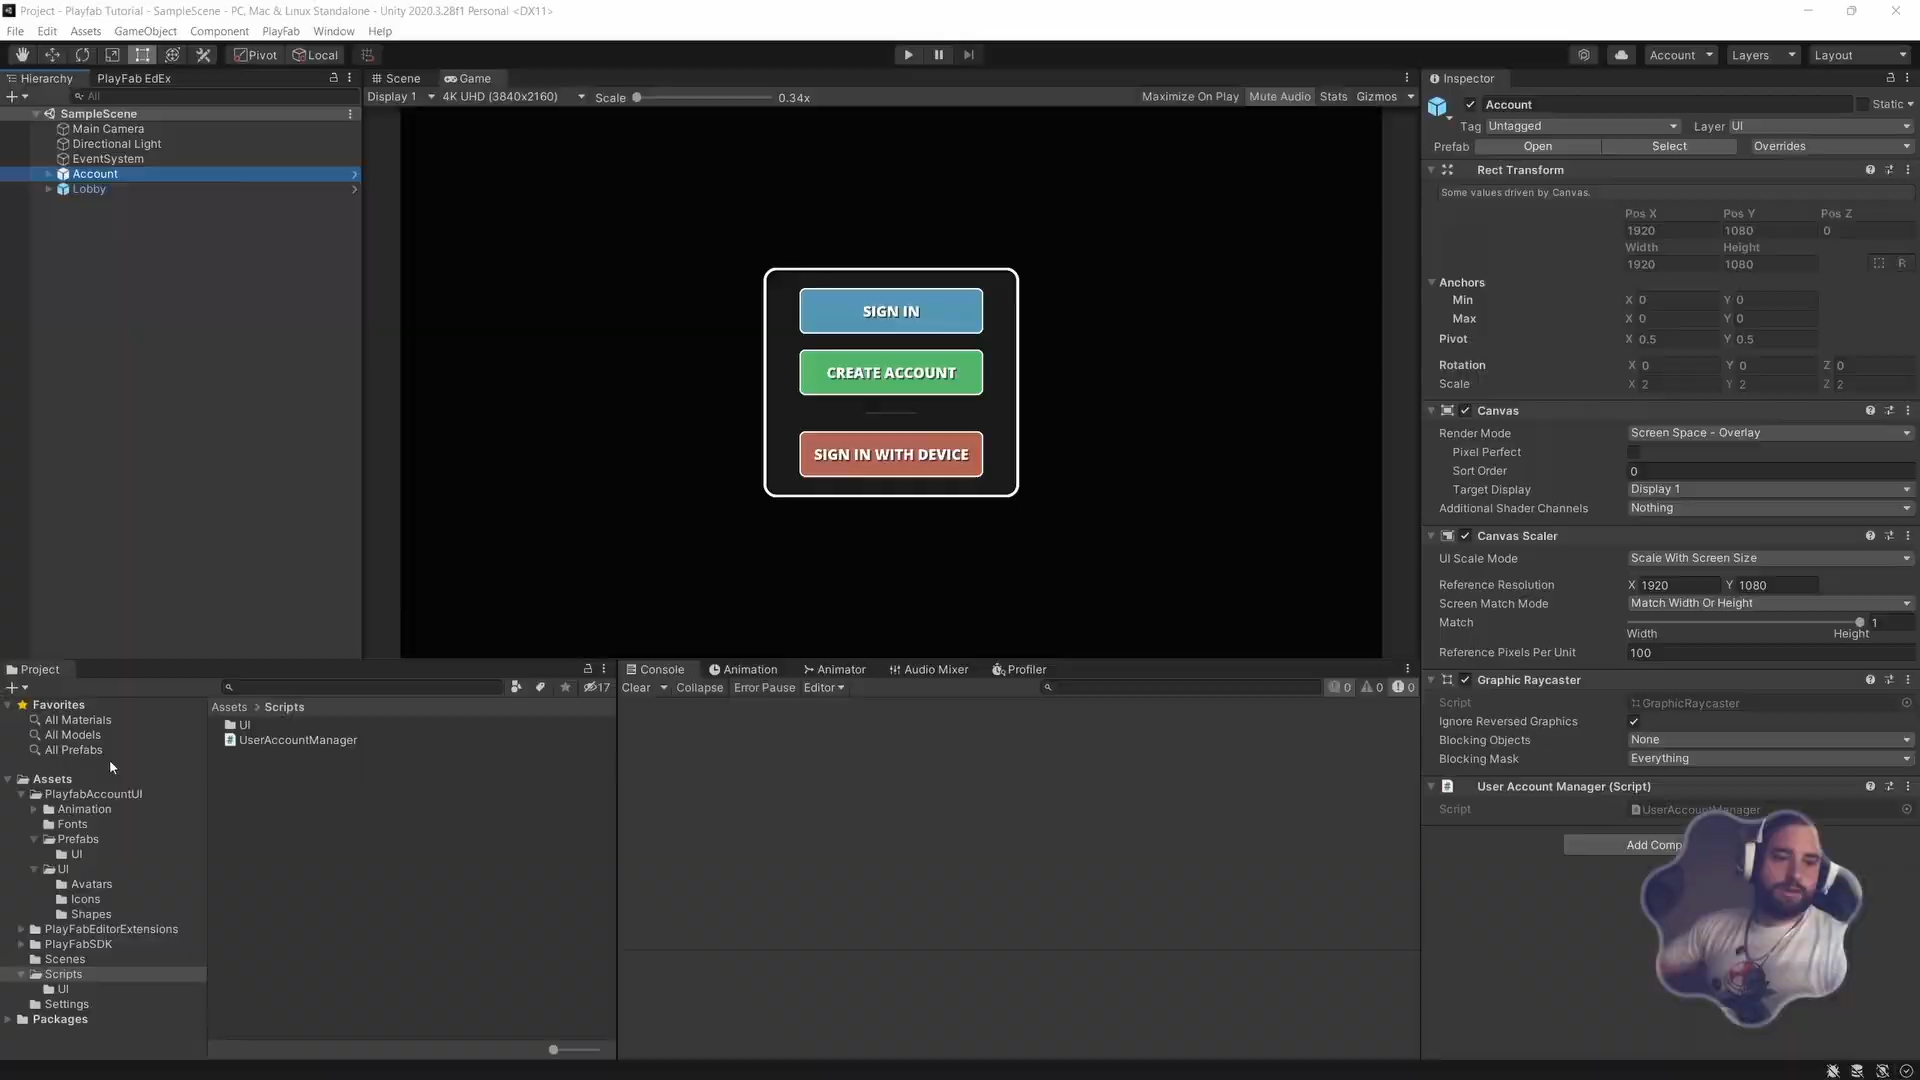 Project - Playfab Tutorial - SampleScene - PC, Mac & Linux Standalone - Unity 2020.3.28f1 Personal <DX11>
File Edit Assets GameObject Component PlayFab Window Help
Pivot Local Account Layers Layout
Hierarchy PlayFab EdEx
All
SampleScene
Main Camera
Directional Light
EventSystem
Account
Lobby
Scene Game
Display 1 4K UHD (3840x2160) Scale 0.34x Maximize On Play Mute Audio Stats Gizmos
SIGN IN
CREATE ACCOUNT
SIGN IN WITH DEVICE
Inspector
Account Static
Tag Untagged Layer UI
Prefab Open Select Overrides
Rect Transform
Some values driven by Canvas.
Pos X Pos Y Pos Z
1920 1080 0
Width Height
1920 1080 R
Anchors
Min X 0 Y 0
Max X 0 Y 0
Pivot X 0.5 Y 0.5
Rotation X 0 Y 0 Z 0
Scale X 2 Y 2 Z 2
Canvas
Render Mode Screen Space - Overlay
Pixel Perfect
Sort Order 0
Target Display Display 1
Additional Shader Channels Nothing
Canvas Scaler
UI Scale Mode Scale With Screen Size
Reference Resolution X 1920 Y 1080
Screen Match Mode Match Width Or Height
Match 1
Width Height
Reference Pixels Per Unit 100
Graphic Raycaster
Script GraphicRaycaster
Ignore Reversed Graphics
Blocking Objects None
Blocking Mask Everything
User Account Manager (Script)
Script UserAccountManager
Add Comp
Project
17
Favorites
All Materials
All Models
All Prefabs
Assets
PlayfabAccountUI
Animation
Fonts
Prefabs
UI
UI
Avatars
Icons
Shapes
PlayFabEditorExtensions
PlayFabSDK
Scenes
Scripts
UI
Settings
Packages
Assets > Scripts
UI
UserAccountManager
Console Animation Animator Audio Mixer Profiler
Clear Collapse Error Pause Editor 0 0 0